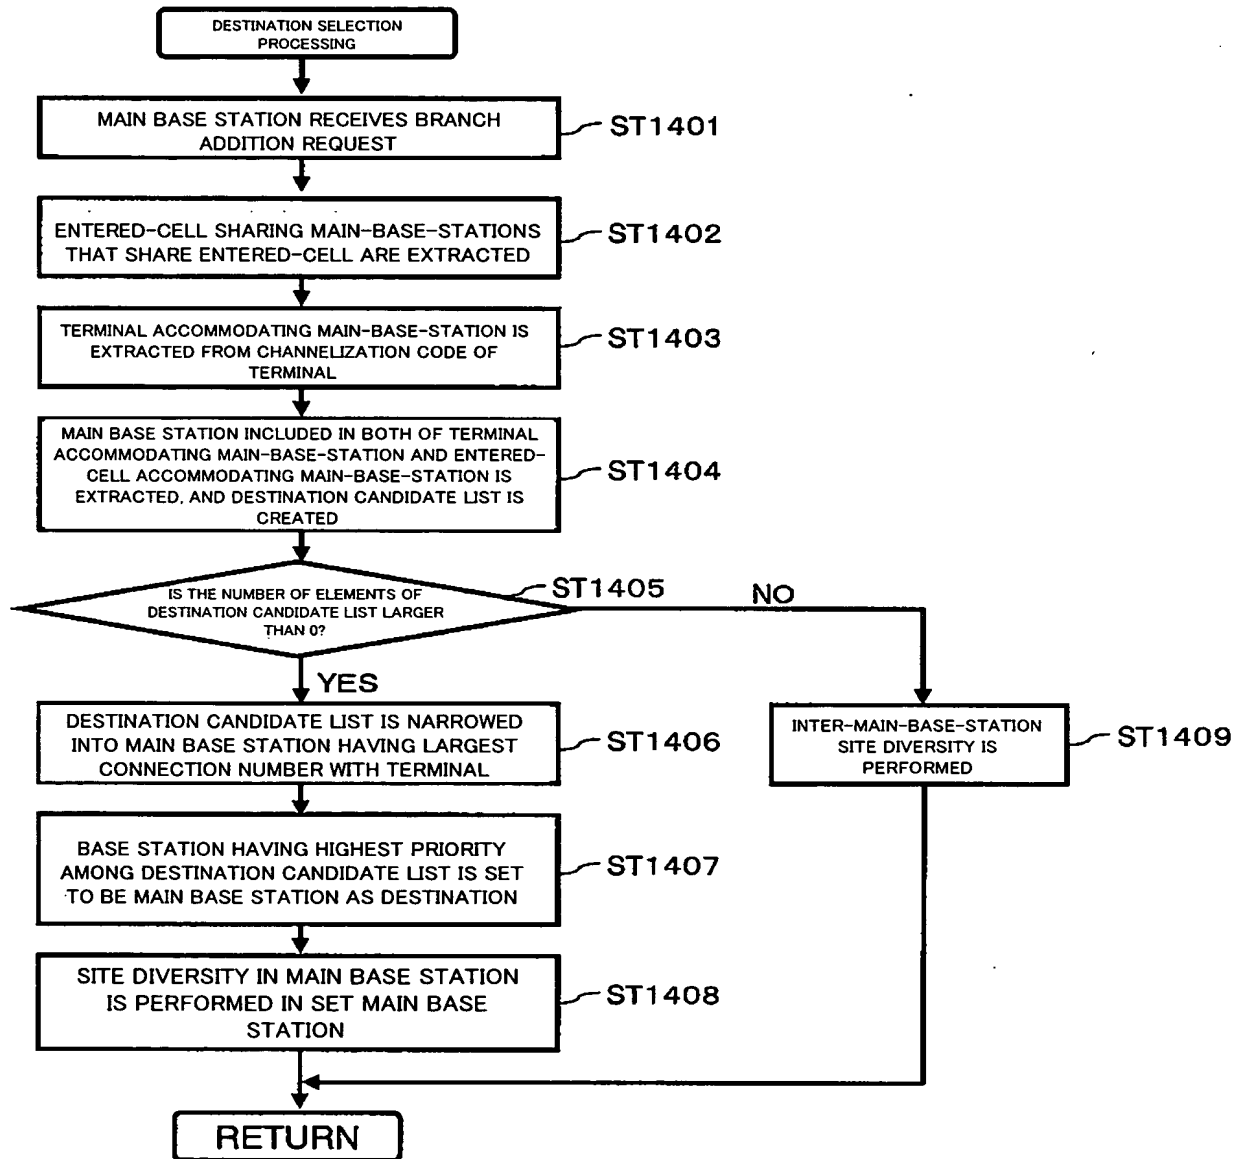 DESTINATION SELECTION
PROCESSING
MAIN BASE STATION RECEIVES BRANCH
ADDITION REQUEST
ST1401
ENTERED-CELL SHARING MAIN-BASE-STATIONS
THAT SHARE ENTERED-CELL ARE EXTRACTED
ST1402
TERMINAL ACCOMMODATING MAIN-BASE-STATION IS
EXTRACTED FROM CHANNELIZATION CODE OF
TERMINAL
ST1403
MAIN BASE STATION INCLUDED IN BOTH OF TERMINAL
ACCOMMODATING MAIN-BASE-STATION AND ENTERED-
CELL ACCOMMODATING MAIN-BASE-STATION IS
EXTRACTED, AND DESTINATION CANDIDATE LIST IS
CREATED
ST1404
IS THE NUMBER OF ELEMENTS OF
DESTINATION CANDIDATE LIST LARGER
THAN 0?
ST1405
NO
YES
DESTINATION CANDIDATE LIST IS NARROWED
INTO MAIN BASE STATION HAVING LARGEST
CONNECTION NUMBER WITH TERMINAL
ST1406
INTER-MAIN-BASE-STATION
SITE DIVERSITY IS
PERFORMED
ST1409
BASE STATION HAVING HIGHEST PRIORITY
AMONG DESTINATION CANDIDATE LIST IS SET
TO BE MAIN BASE STATION AS DESTINATION
ST1407
SITE DIVERSITY IN MAIN BASE STATION
IS PERFORMED IN SET MAIN BASE
STATION
ST1408
RETURN